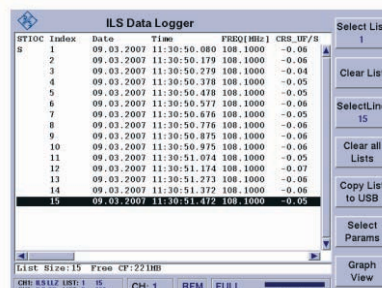 ILS Data Logger
STIOC Index Date Time FREQ[MHz] CRS_UF/S
S 1 09.03.2007 11:30:50.080 108.1000 -0.06
2 09.03.2007 11:30:50.179 108.1000 -0.06
3 09.03.2007 11:30:50.279 108.1000 -0.04
4 09.03.2007 11:30:50.378 108.1000 -0.05
5 09.03.2007 11:30:50.478 108.1000 -0.05
6 09.03.2007 11:30:50.577 108.1000 -0.06
7 09.03.2007 11:30:50.676 108.1000 -0.05
8 09.03.2007 11:30:50.776 108.1000 -0.06
9 09.03.2007 11:30:50.875 108.1000 -0.06
10 09.03.2007 11:30:50.975 108.1000 -0.06
11 09.03.2007 11:30:51.074 108.1000 -0.05
12 09.03.2007 11:30:51.174 108.1000 -0.07
13 09.03.2007 11:30:51.273 108.1000 -0.06
14 09.03.2007 11:30:51.372 108.1000 -0.06
15 09.03.2007 11:30:51.472 108.1000 -0.05
List Size:15 Free CF:221MB
CH1: ILS LLZ LIST: 1 15
CH: 1 REM FULL
Select List
1
Clear List
SelectLine
15
Clear all
Lists
Copy List
to USB
Select
Params
Graph
View